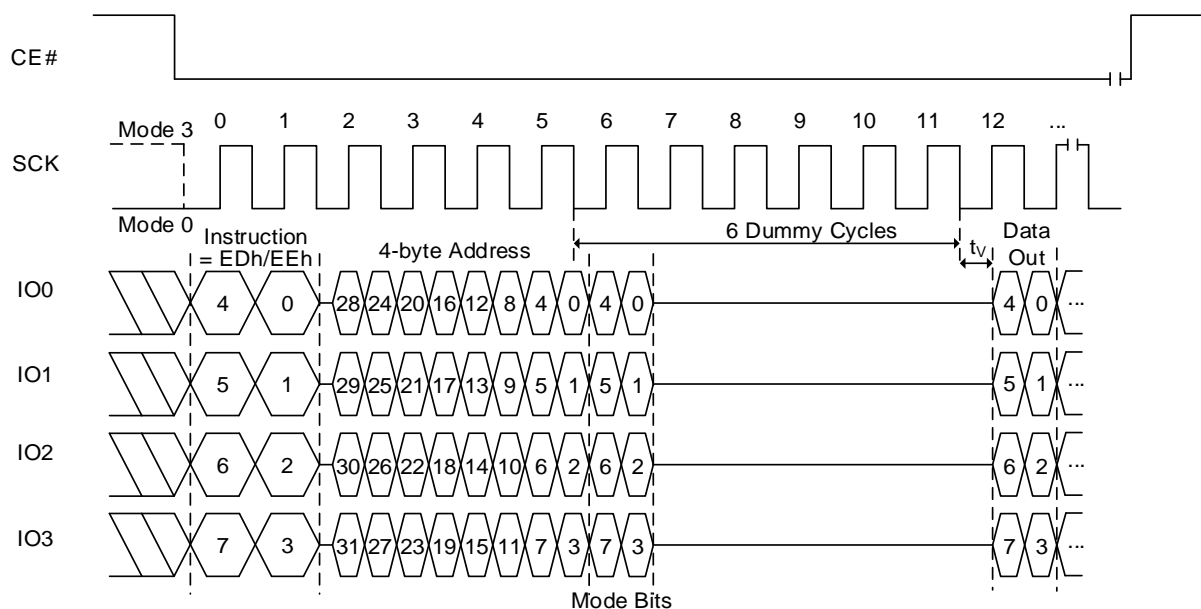 CE#
0 1 2 3 4 5 6 7 8 9 10 11 12 ...
Mode 3
SCK
Mode 0
Instruction
= EDh/EEh
4-byte Address
6 Dummy Cycles
tV
Data
Out
IO0 4 0 28 24 20 16 12 8 4 0 4 0 4 0 ...
IO1 5 1 29 25 21 17 13 9 5 1 5 1 5 1 ...
IO2 6 2 30 26 22 18 14 10 6 2 6 2 6 2 ...
IO3 7 3 31 27 23 19 15 11 7 3 7 3 7 3 ...
Mode Bits